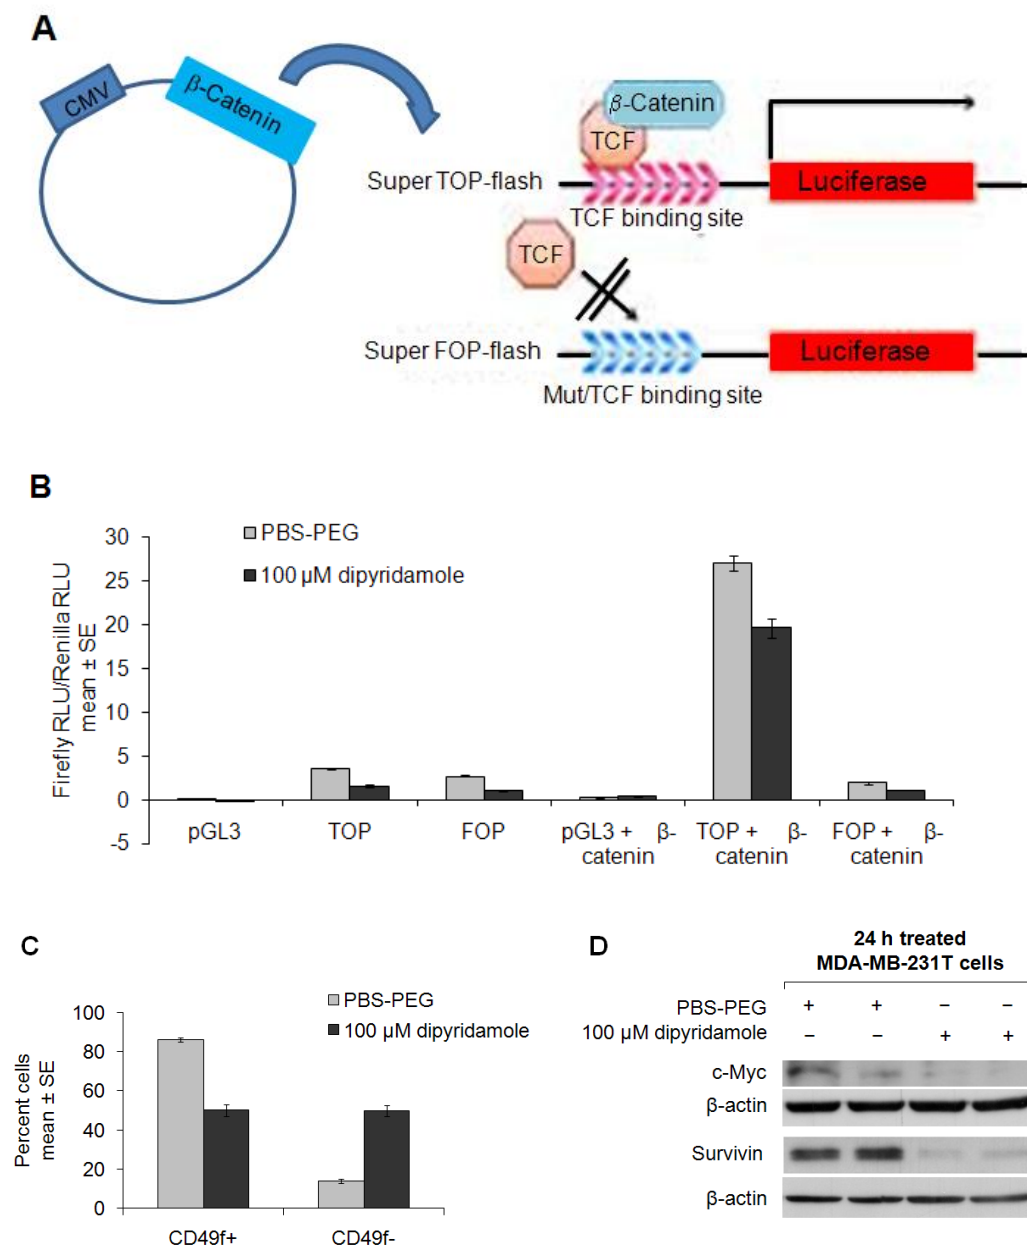 A
CMV
β-Catenin
β-Catenin
TCF
Super TOP-flash
Luciferase
TCF binding site
TCF
Super FOP-flash
Luciferase
Mut/TCF binding site
B
Firefly RLU/Renilla RLU
mean ± SE
30
25
20
15
10
5
0
-5
PBS-PEG
100 µM dipyridamole
pGL3
TOP
FOP
pGL3 + β-
catenin
TOP + β-
catenin
FOP + β-
catenin
C
Percent cells
mean ± SE
100
80
60
40
20
0
PBS-PEG
100 µM dipyridamole
CD49f+
CD49f-
D
24 h treated
MDA-MB-231T cells
PBS-PEG + + – –
100 µM dipyridamole – – + +
c-Myc
β-actin
Survivin
β-actin